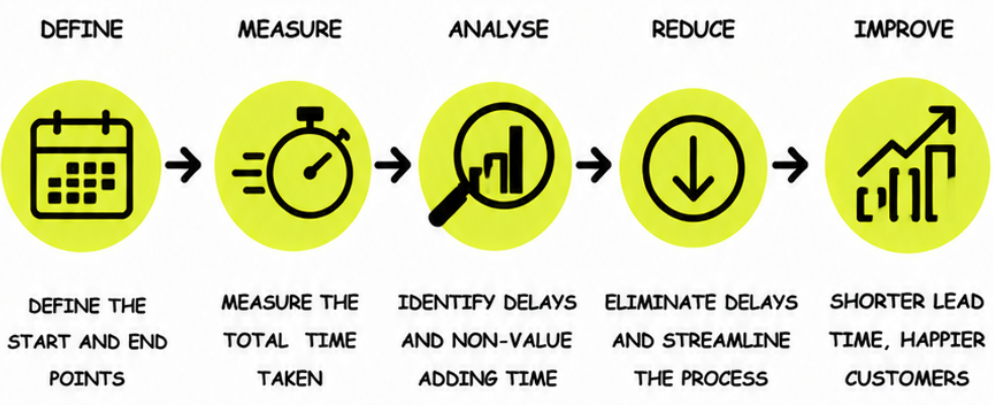 DEFINE
MEASURE
ANALYSE
REDUCE
IMPROVE
DEFINE THE
START AND END
POINTS
MEASURE THE
TOTAL TIME
TAKEN
IDENTIFY DELAYS
AND NON-VALUE
ADDING TIME
ELIMINATE DELAYS
AND STREAMLINE
THE PROCESS
SHORTER LEAD
TIME, HAPPIER
CUSTOMERS